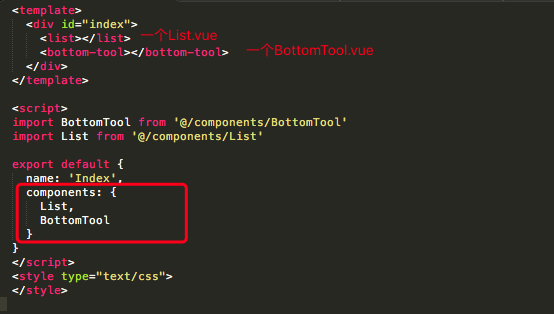 <template>
<div id="index">
<list></list> 一个List.vue
<bottom-tool></bottom-tool> 一个BottomTool.vue
</div>
</template>
<script>
import BottomTool from '@/components/BottomTool'
import List from '@/components/List'
export default {
name: 'Index',
components: {
List,
BottomTool
}
}
</script>
<style type="text/css">
</style>